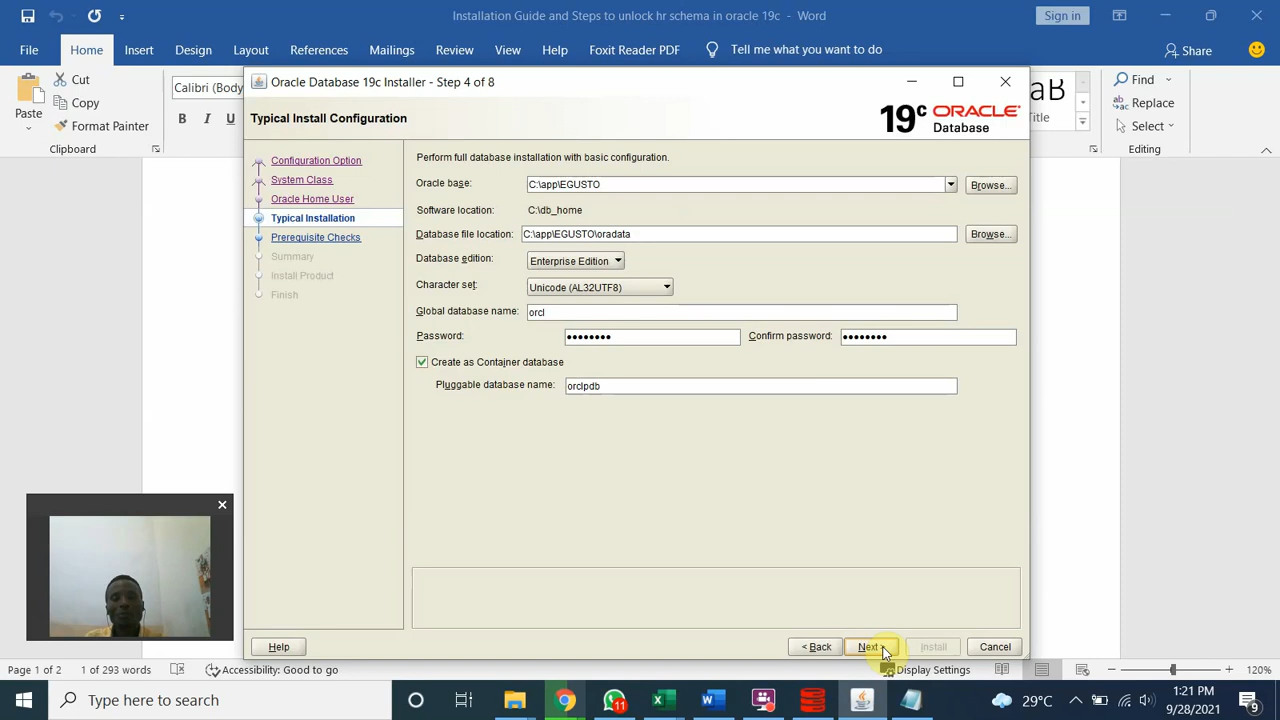 Installation Guide and Steps to unlock hr schema in oracle 19c - Word
Sign in
File Home Insert Design Layout References Mailings Review View Help Foxit Reader PDF Tell me what you want to do Share
Paste
Cut
Copy
Format Painter
Clipboard
Calibri (Body
B I U
Title
Find
Replace
Select
Editing
Oracle Database 19c Installer - Step 4 of 8
Typical Install Configuration
19c ORACLE
Database
Configuration Option
System Class
Oracle Home User
Typical Installation
Prerequisite Checks
Summary
Install Product
Finish
Perform full database installation with basic configuration.
Oracle base: C:\app\EGUSTO Browse...
Software location: C:\db_home
Database file location: C:\app\EGUSTO\oradata Browse...
Database edition: Enterprise Edition
Character set: Unicode (AL32UTF8)
Global database name: orcl
Password: •••••••• Confirm password: ••••••••
Create as Container database
Pluggable database name: orclpdb
Help < Back Next > Install Cancel
Page 1 of 2 1 of 293 words Accessibility: Good to go Display Settings 120%
Type here to search
11
29°C
1:21 PM
9/28/2021
9